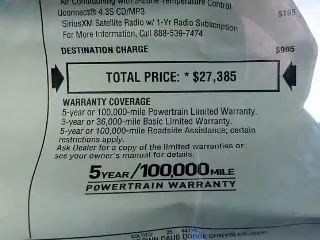 Air Conditioning with 3-Zone Temperature Control
Uconnect® 4.3S CD/MP3
SiriusXM Satellite Radio w/ 1-Yr Radio Subscription
For More Information, Call 888-539-7474
$195
DESTINATION CHARGE $995
TOTAL PRICE: * $27,385
WARRANTY COVERAGE
5-year or 100,000-mile Powertrain Limited Warranty.
3-year or 36,000-mile Basic Limited Warranty.
5-year or 100,000-mile Roadside Assistance; certain
restrictions apply.
Ask Dealer for a copy of the limited warranties or
see your owner's manual for details.
5YEAR/100,000MILE
POWERTRAIN WARRANTY
DODGE CHRYSLER